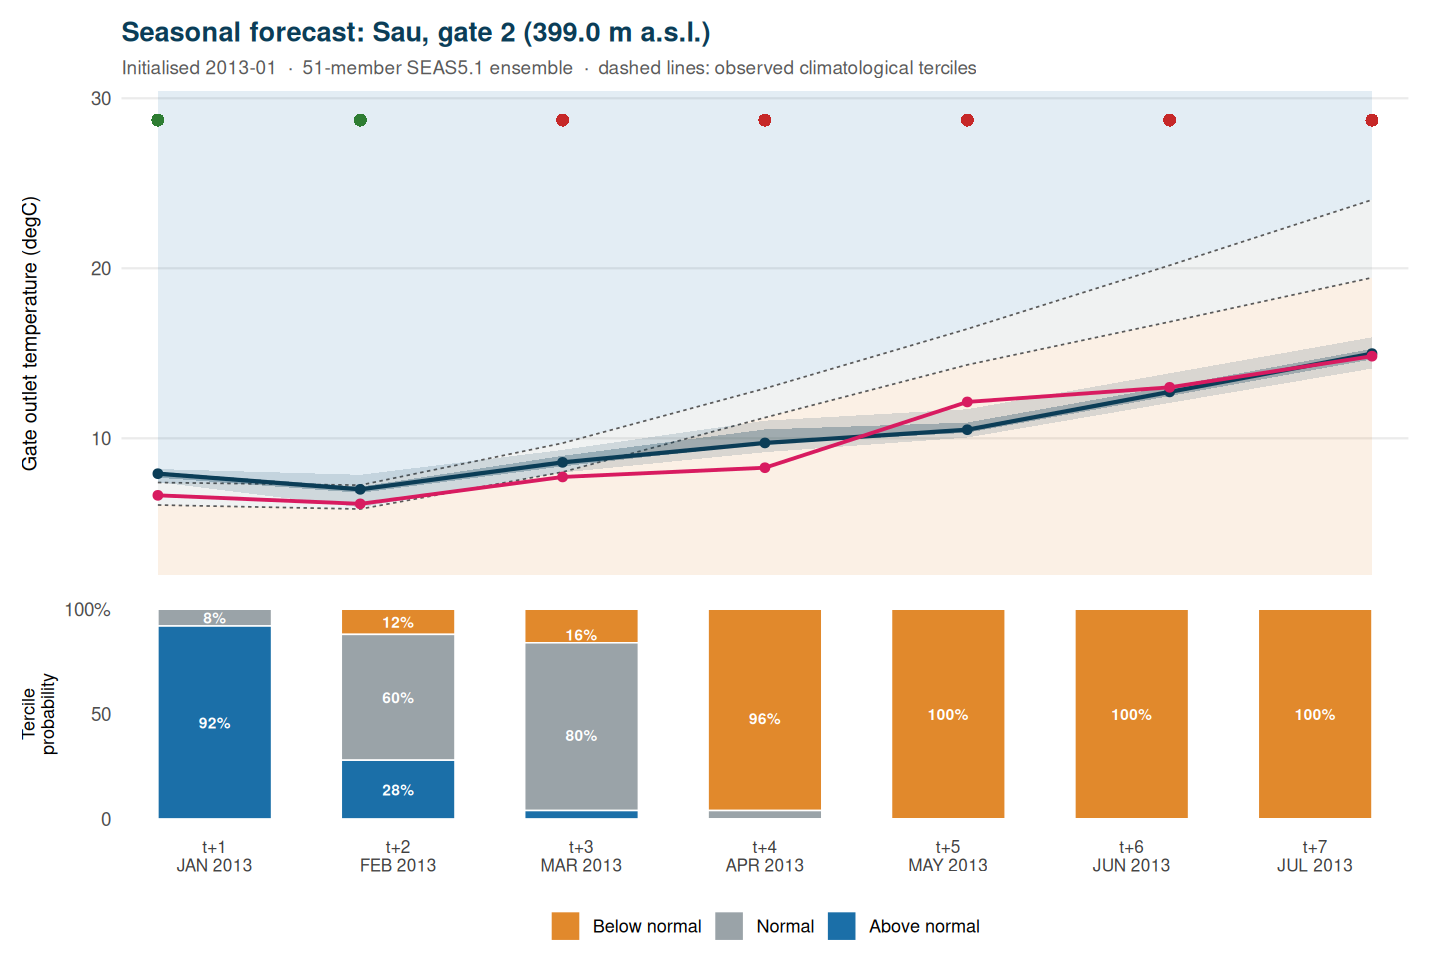 Seasonal forecast: Sau, gate 2 (399.0 m a.s.l.)
Initialised 2013-01 · 51-member SEAS5.1 ensemble · dashed lines: observed climatological terciles
Gate outlet temperature (degC)
30
20
10
Tercile
probability
100%
50
0
8%
92%
12%
60%
28%
16%
80%
96%
100%
100%
100%
t+1
JAN 2013
t+2
FEB 2013
t+3
MAR 2013
t+4
APR 2013
t+5
MAY 2013
t+6
JUN 2013
t+7
JUL 2013
Below normal
Normal
Above normal